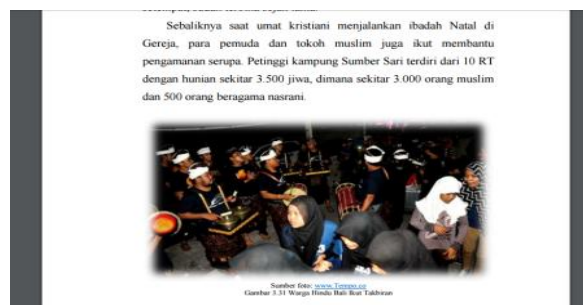 Sebaliknya saat umat kristiani menjalankan ibadah Natal di
Gereja, para pemuda dan tokoh muslim juga ikut membantu
pengamanan serupa. Petinggi kampung Sumber Sari terdiri dari 10 RT
dengan hunian sekitar 3.500 jiwa, dimana sekitar 3.000 orang muslim
dan 500 orang beragama nasrani.
Sumber foto: www.Tempo.co
Gambar 3.31 Warga Hindu Bali Ikut Takbiran